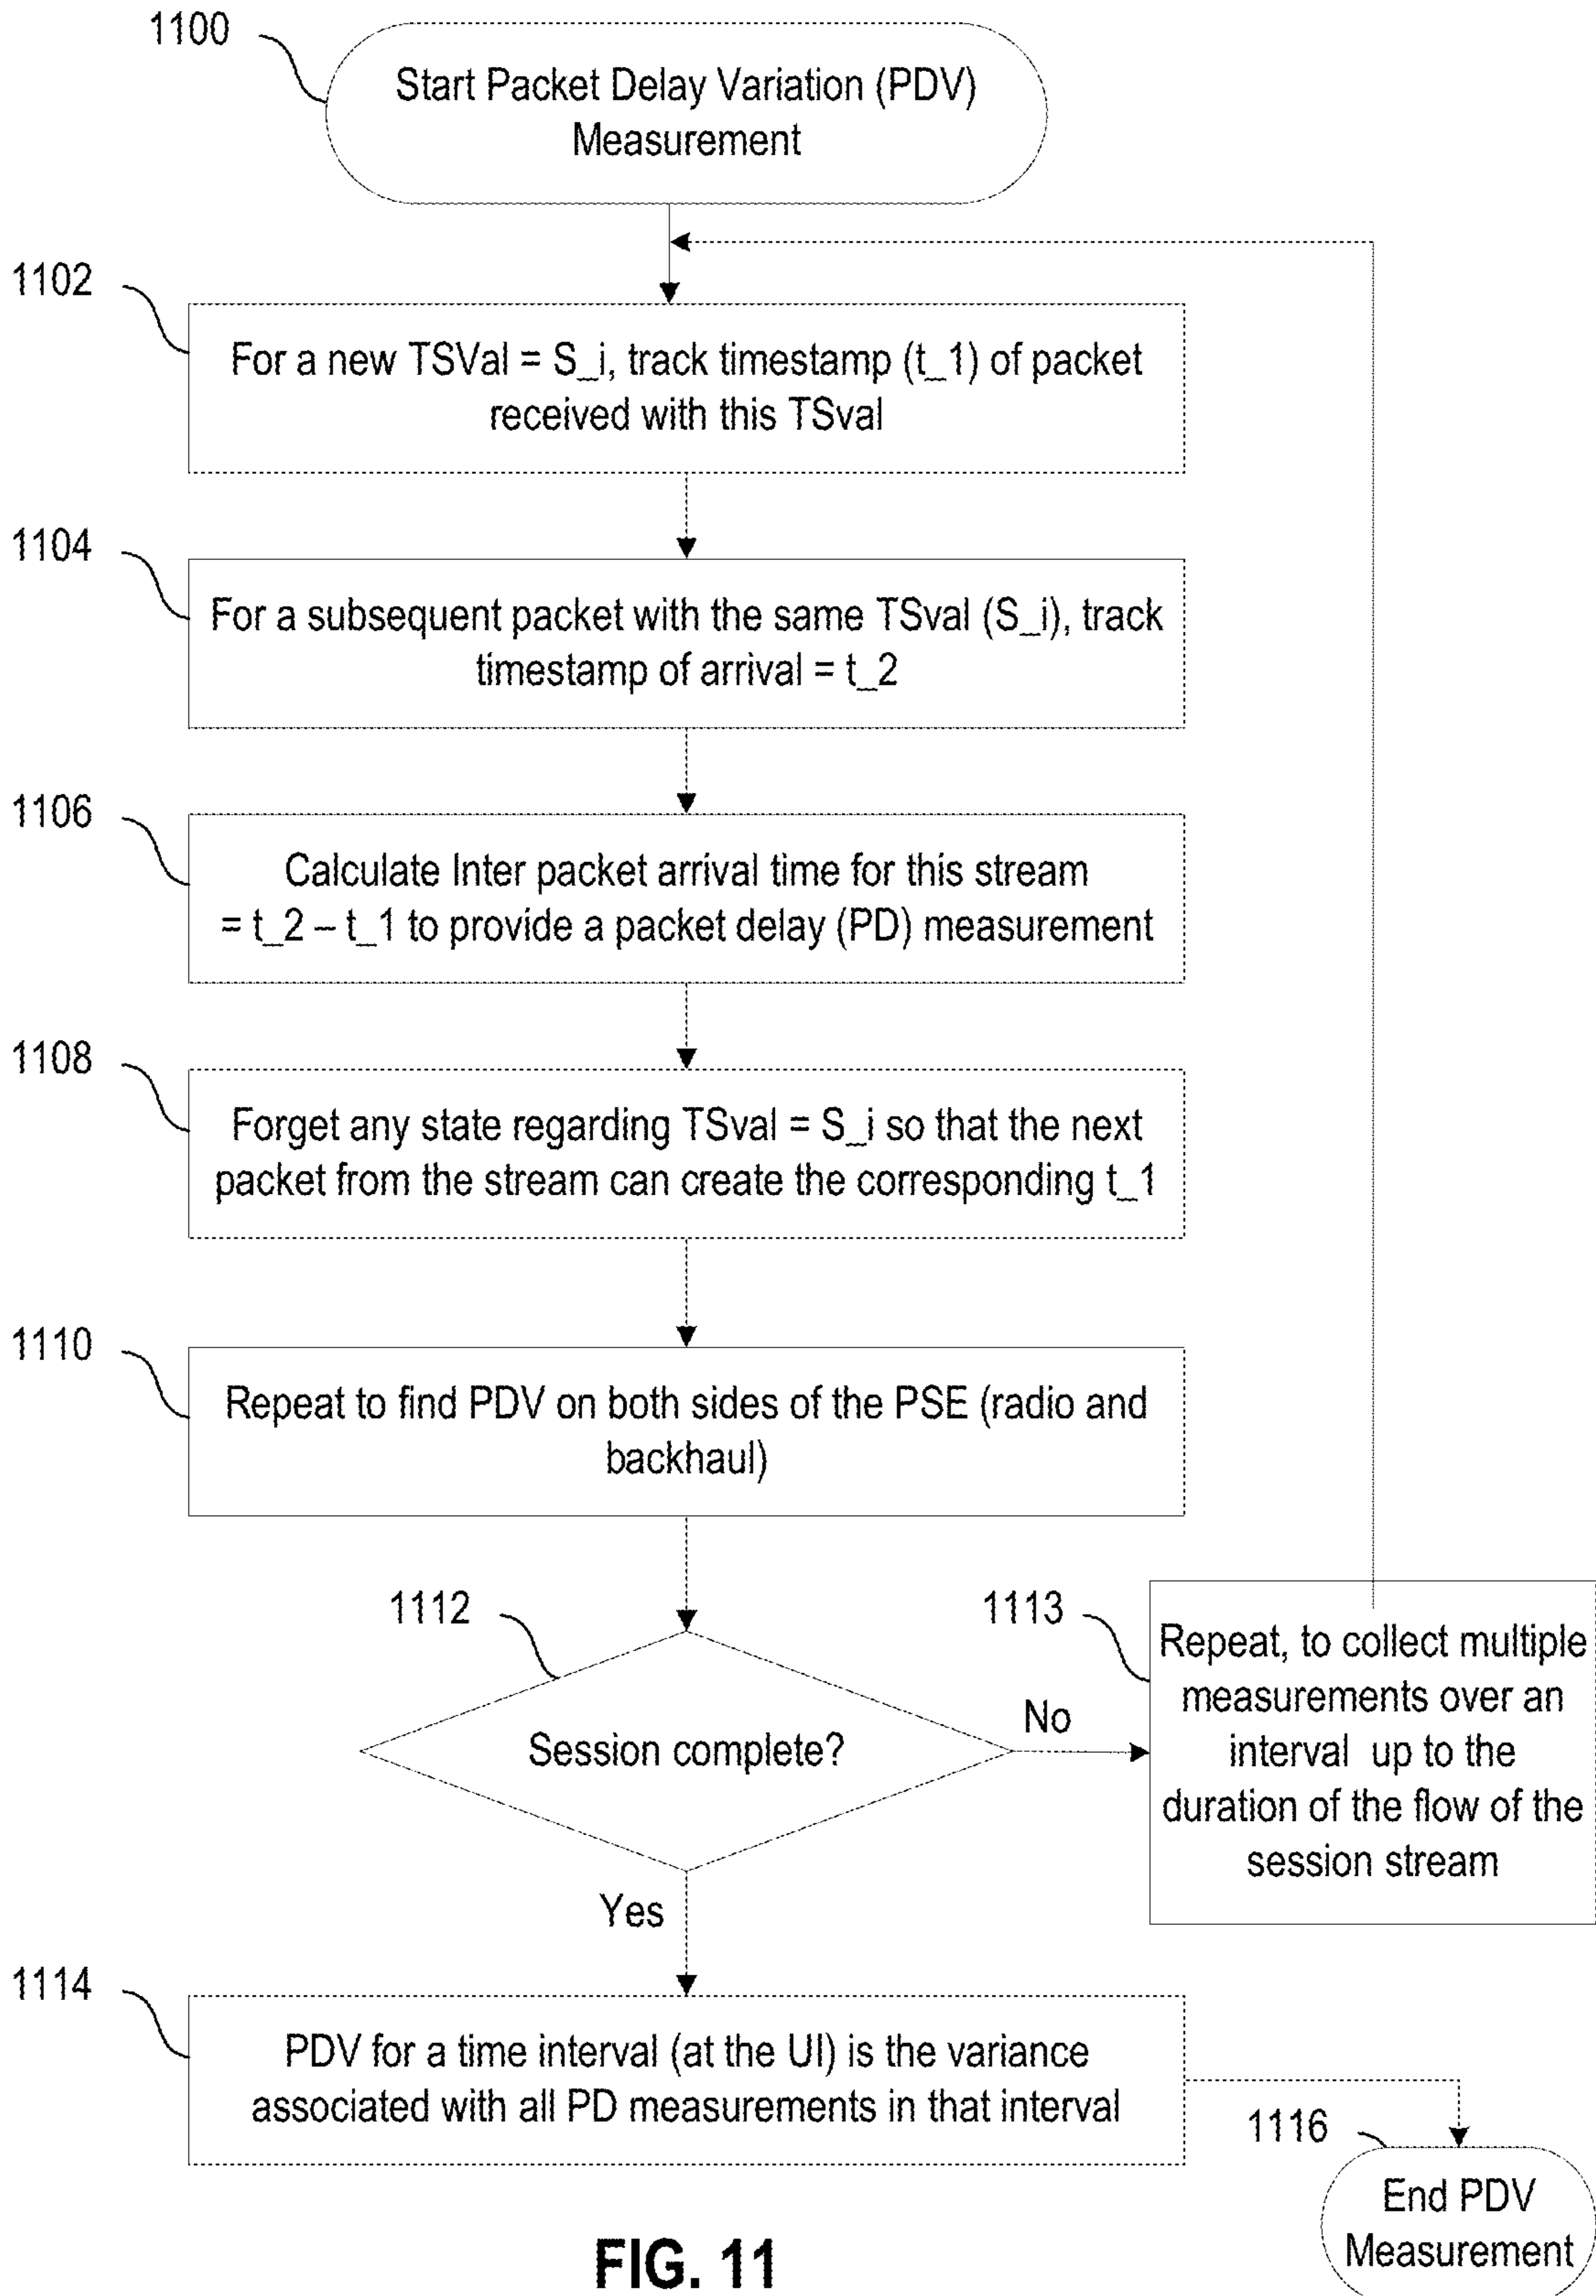 1100
Start Packet Delay Variation (PDV)
Measurement
1102
For a new TSVal = S_i, track timestamp (t_1) of packet
received with this TSval
1104
For a subsequent packet with the same TSval (S_i), track
timestamp of arrival = t_2
1106
Calculate Inter packet arrival time for this stream
= t_2 – t_1 to provide a packet delay (PD) measurement
1108
Forget any state regarding TSval = S_i so that the next
packet from the stream can create the corresponding t_1
1110
Repeat to find PDV on both sides of the PSE (radio and
backhaul)
1112
Session complete?
No
1113
Repeat, to collect multiple
measurements over an
interval up to the
duration of the flow of the
session stream
Yes
1114
PDV for a time interval (at the UI) is the variance
associated with all PD measurements in that interval
1116
End PDV
Measurement
FIG. 11